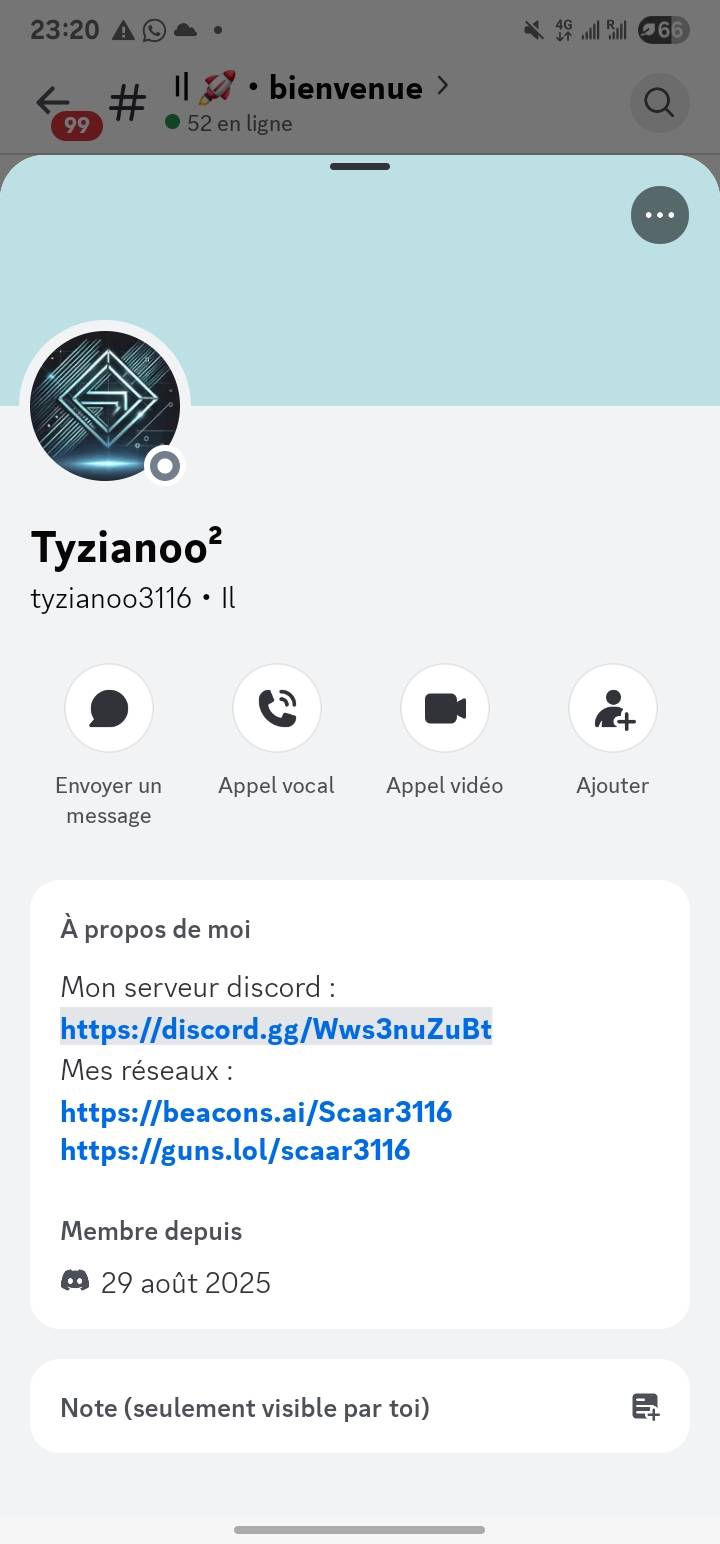 23:20
4G
R
66
99
# ׀׀ 🚀 • bienvenue
52 en ligne
Tyzianoo²
tyzianoo3116 • Il
Envoyer un message
Appel vocal
Appel vidéo
Ajouter
À propos de moi
Mon serveur discord :
https://discord.gg/Wws3nuZuBt
Mes réseaux :
https://beacons.ai/Scaar3116
https://guns.lol/scaar3116
Membre depuis
29 août 2025
Note (seulement visible par toi)